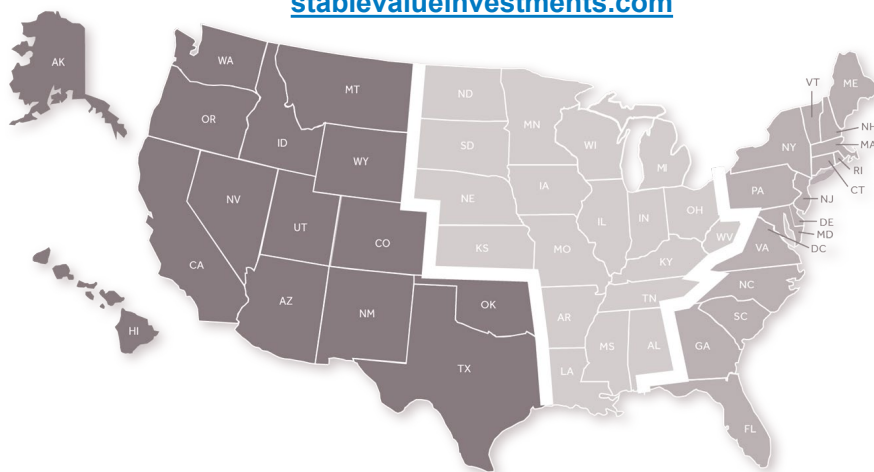 stablevalueinvestments.com
AK
WA
MT
ND
MN
VT
ME
OR
ID
SD
WI
NY
NH
MA
WY
MI
RI
CT
NV
NE
IA
PA
NJ
UT
IL
IN
OH
DE
MD
CO
WV
VA
DC
CA
KS
MO
KY
NC
AZ
NM
OK
AR
TN
SC
HI
TX
MS
AL
GA
LA
FL